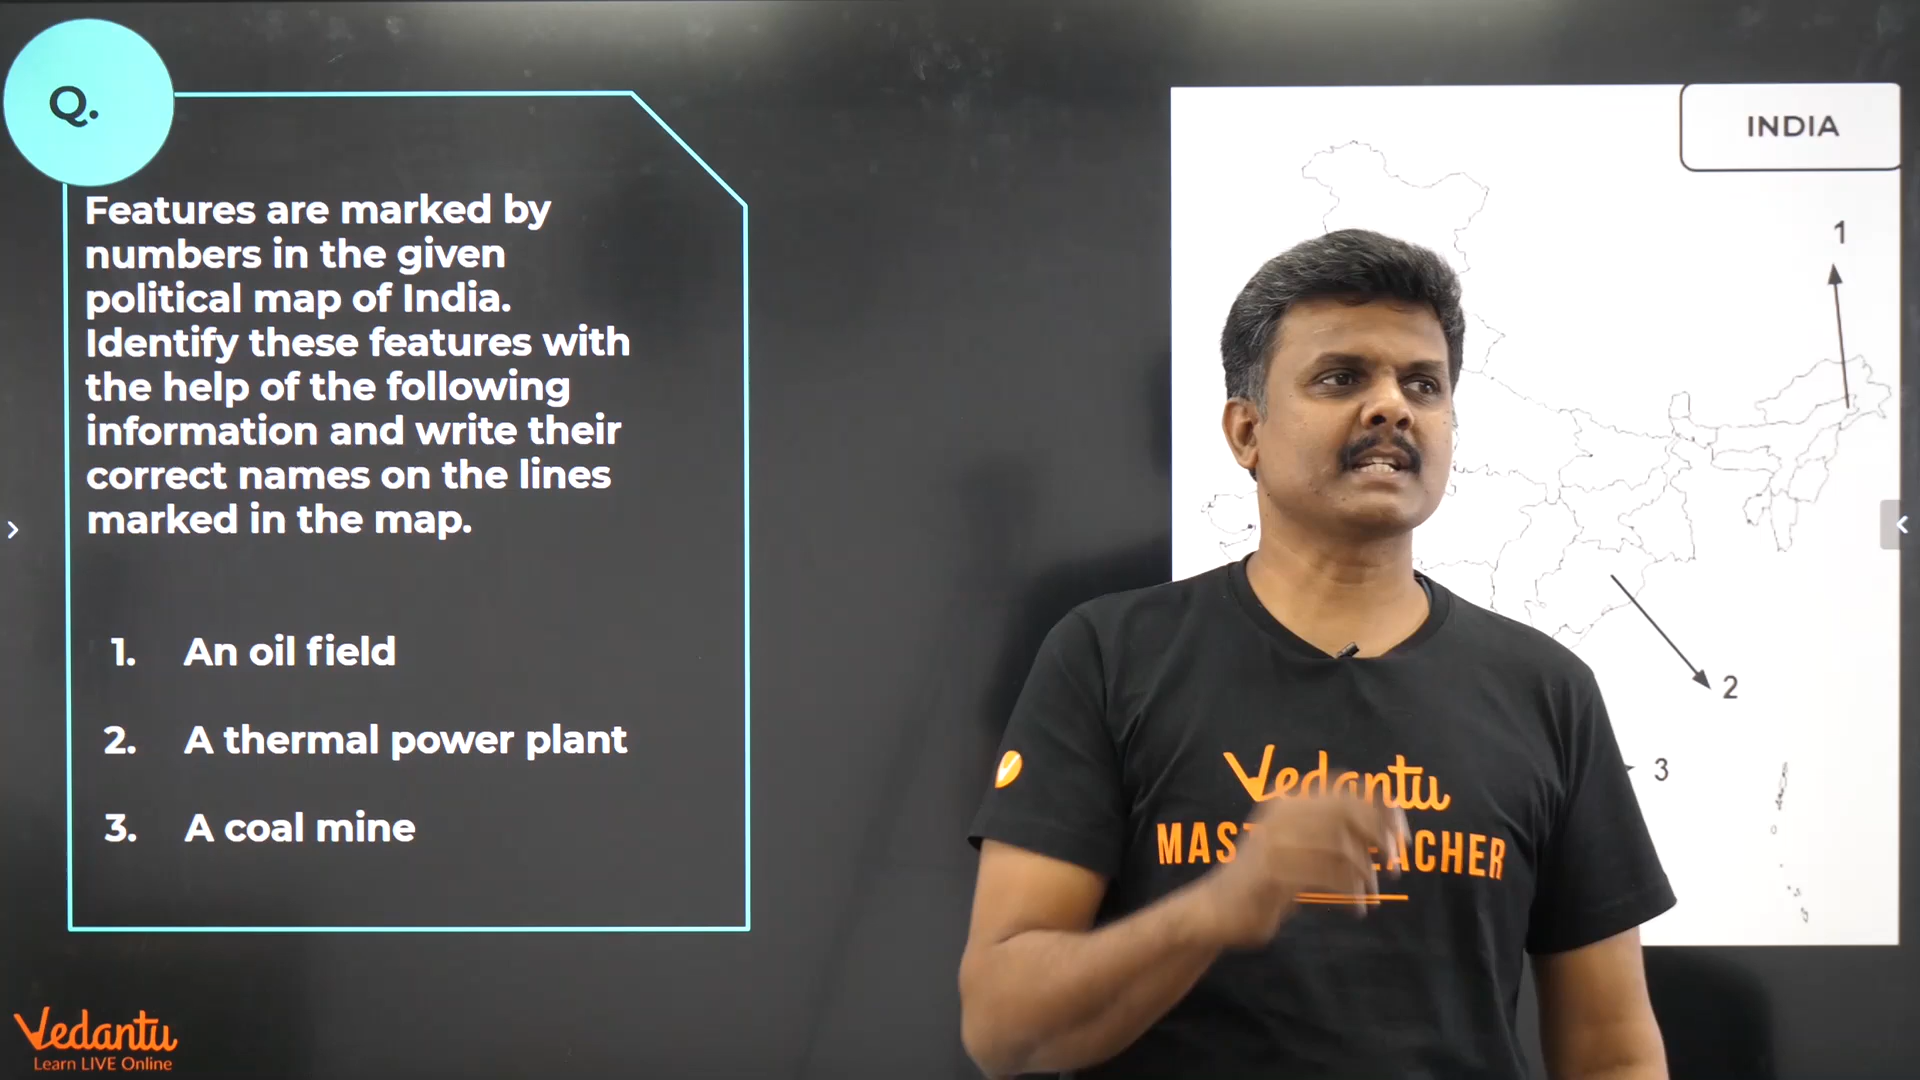 Q.
Features are marked by
numbers in the given
political map of India.
Identify these features with
the help of the following
information and write their
correct names on the lines
marked in the map.
1. An oil field
2. A thermal power plant
3. A coal mine
INDIA
1
2
3
Vedantu
Vedantu
Learn LIVE Online